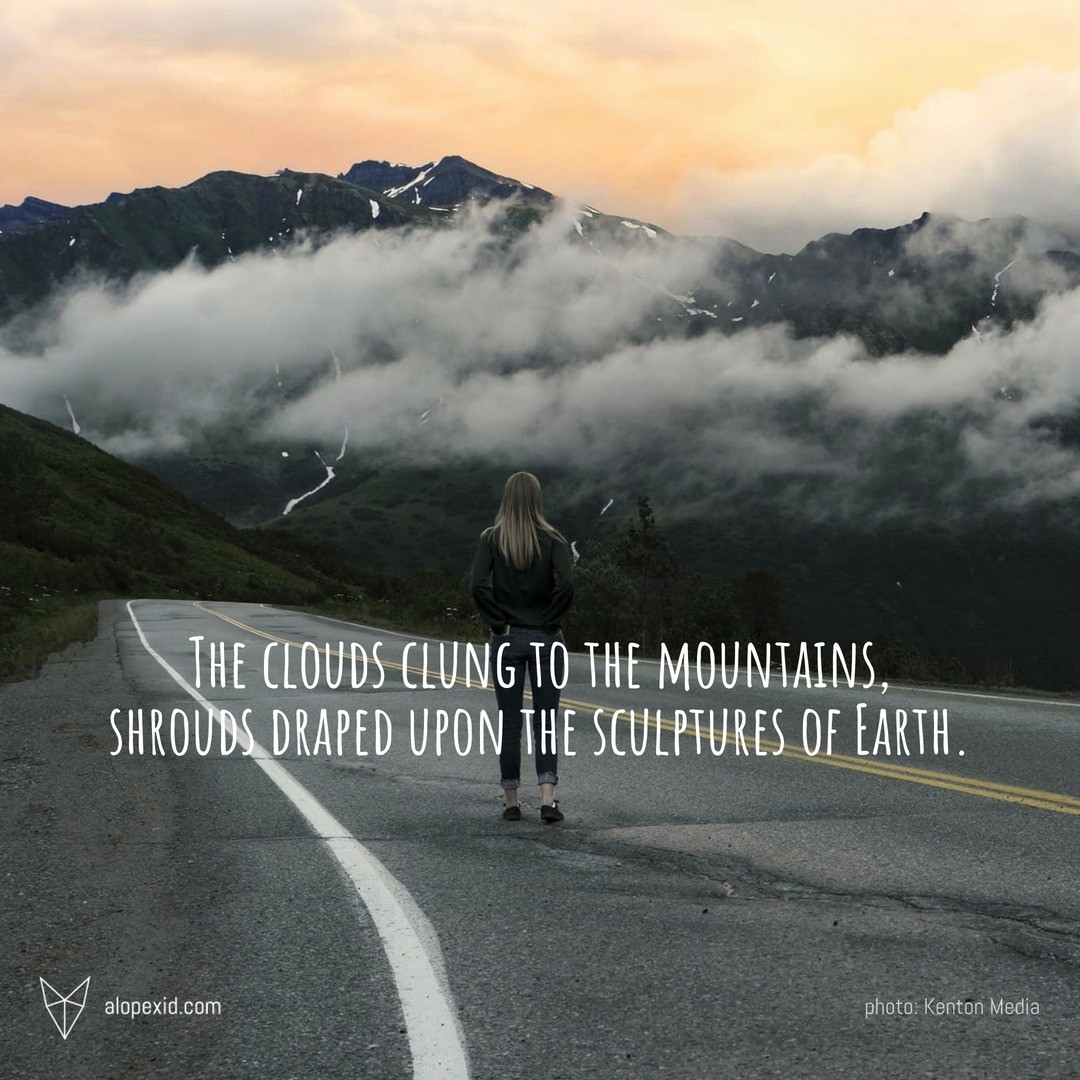 The clouds clung to the mountains,
shrouds draped upon the sculptures of Earth.
alopexid.com
photo: Kenton Media